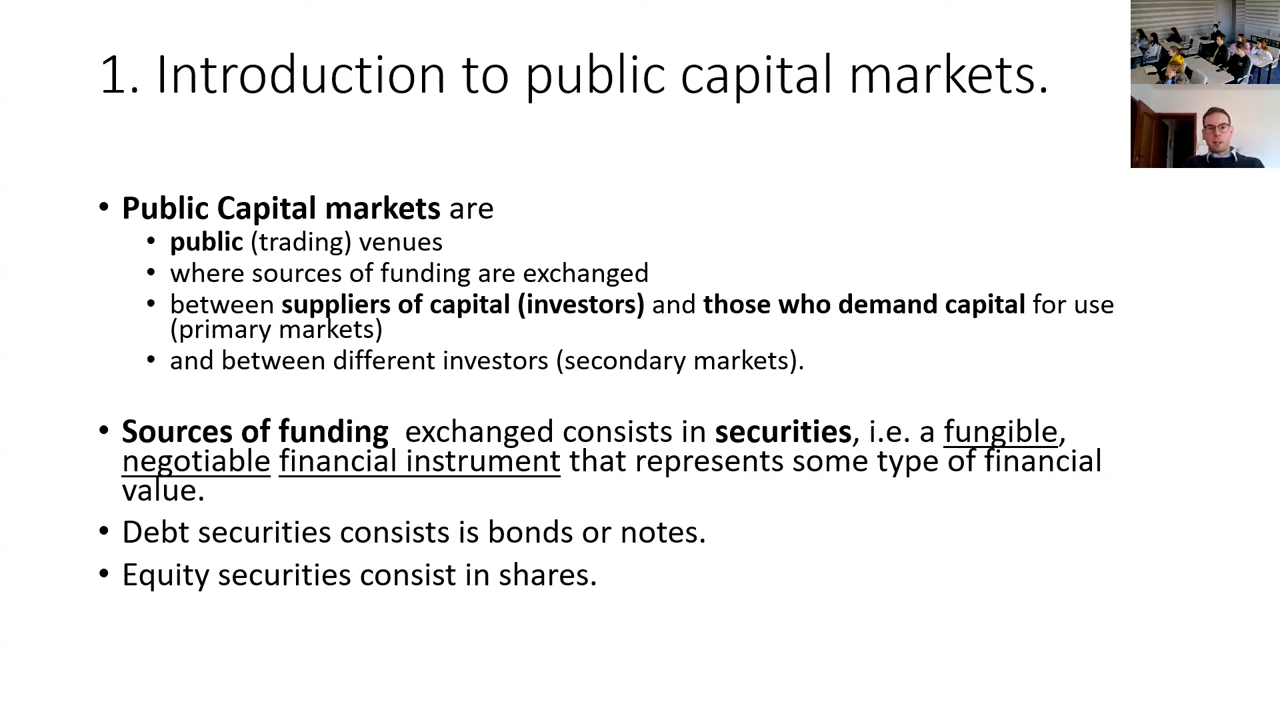 1. Introduction to public capital markets.
• Public Capital markets are
• public (trading) venues
• where sources of funding are exchanged
• between suppliers of capital (investors) and those who demand capital for use
(primary markets)
• and between different investors (secondary markets).
• Sources of funding exchanged consists in securities, i.e. a fungible,
negotiable financial instrument that represents some type of financial
value.
• Debt securities consists is bonds or notes.
• Equity securities consist in shares.